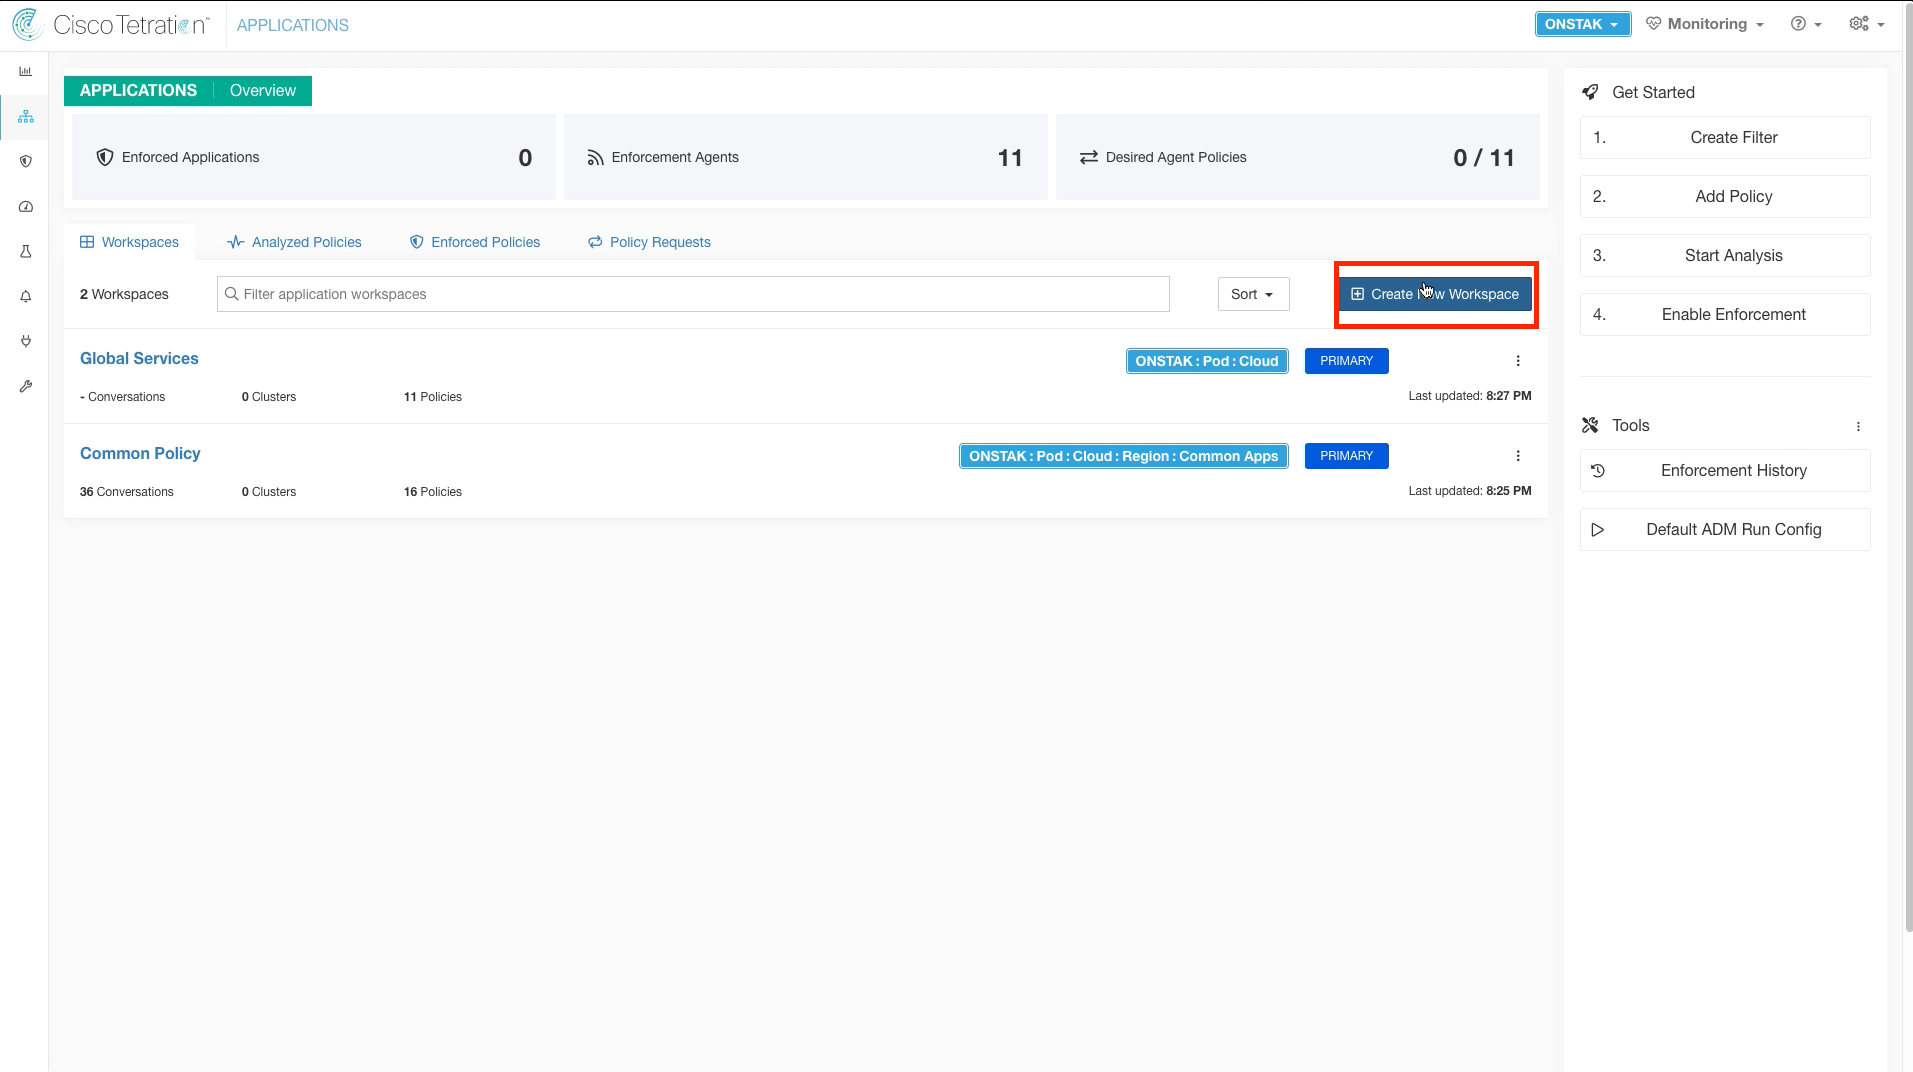 Cisco Tetration™ APPLICATIONS ONSTAK Monitoring
APPLICATIONS Overview
Enforced Applications 0
Enforcement Agents 11
Desired Agent Policies 0 / 11
Workspaces Analyzed Policies Enforced Policies Policy Requests
2 Workspaces Filter application workspaces Sort Create New Workspace
Global Services ONSTAK : Pod : Cloud PRIMARY
- Conversations 0 Clusters 11 Policies Last updated: 8:27 PM
Common Policy ONSTAK : Pod : Cloud : Region : Common Apps PRIMARY
36 Conversations 0 Clusters 16 Policies Last updated: 8:25 PM
Get Started
1. Create Filter
2. Add Policy
3. Start Analysis
4. Enable Enforcement
Tools
Enforcement History
Default ADM Run Config